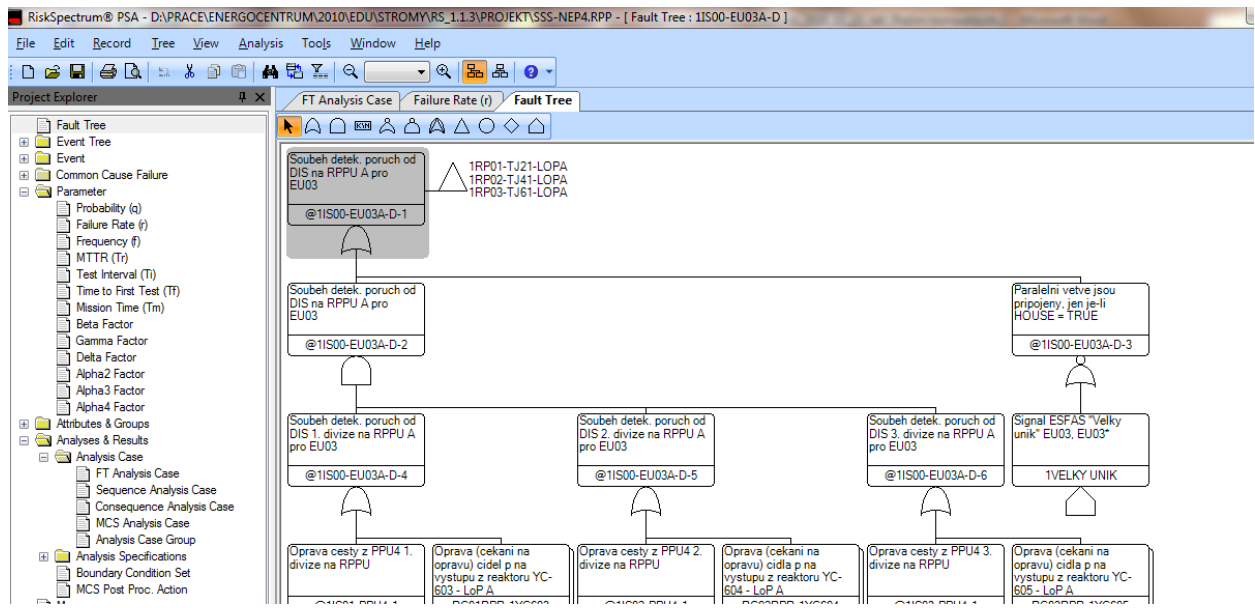 RiskSpectrum® PSA - D:\PRACE\ENERGOCENTRUM\2010\EDU\STROMY\RS_1.1.3\PROJEKT\SSS-NEP4.RPP - [ Fault Tree : 1IS00-EU03A-D ]
File Edit Record Tree View Analysis Tools Window Help
Project Explorer
FT Analysis Case Failure Rate (r) Fault Tree
K\N
Fault Tree
Event Tree
Event
Common Cause Failure
Parameter
Probability (q)
Failure Rate (r)
Frequency (f)
MTTR (Tr)
Test Interval (Ti)
Time to First Test (Tf)
Mission Time (Tm)
Beta Factor
Gamma Factor
Delta Factor
Alpha2 Factor
Alpha3 Factor
Alpha4 Factor
Attributes & Groups
Analyses & Results
Analysis Case
FT Analysis Case
Sequence Analysis Case
Consequence Analysis Case
MCS Analysis Case
Analysis Case Group
Analysis Specifications
Boundary Condition Set
MCS Post Proc. Action
Soubeh detek. poruch od
DIS na RPPU A pro
EU03
@1IS00-EU03A-D-1
1RP01-TJ21-LOPA
1RP02-TJ41-LOPA
1RP03-TJ61-LOPA
Soubeh detek. poruch od
DIS na RPPU A pro
EU03
@1IS00-EU03A-D-2
Paralelni vetve jsou
pripojeny, jen je-li
HOUSE = TRUE
@1IS00-EU03A-D-3
Soubeh detek. poruch od
DIS 1. divize na RPPU A
pro EU03
@1IS00-EU03A-D-4
Soubeh detek. poruch od
DIS 2. divize na RPPU A
pro EU03
@1IS00-EU03A-D-5
Soubeh detek. poruch od
DIS 3. divize na RPPU A
pro EU03
@1IS00-EU03A-D-6
Signal ESFAS "Velky
unik" EU03, EU03*
1VELKY UNIK
Oprava cesty z PPU4 1.
divize na RPPU
Oprava (cekani na
opravu) cidel p na
vystupu z reaktoru YC-
603 - LoP A
Oprava cesty z PPU4 2.
divize na RPPU
Oprava (cekani na
opravu) cidla p na
vystupu z reaktoru YC-
604 - LoP A
Oprava cesty z PPU4 3.
divize na RPPU
Oprava (cekani na
opravu) cidla p na
vystupu z reaktoru YC-
605 - LoP A